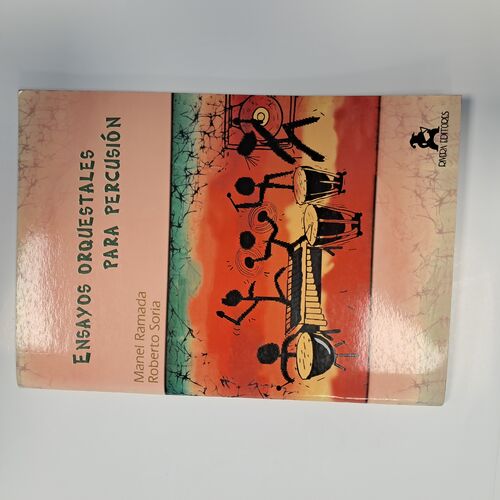 ENSAYOS ORQUESTALES
PARA PERCUSIÓN
Manel Ramada
Roberto Soria
RIVERA EDITORES